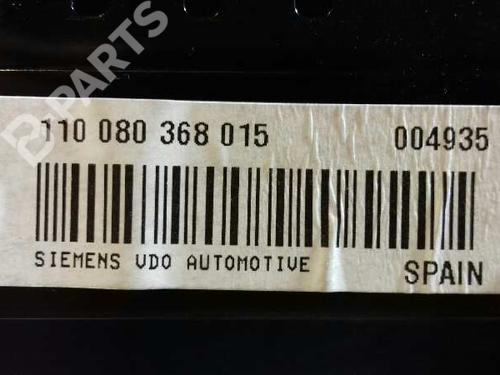 B-PARTS
110 080 368 015 004935
SIEMENS VDO AUTOMOTIVE SPAIN